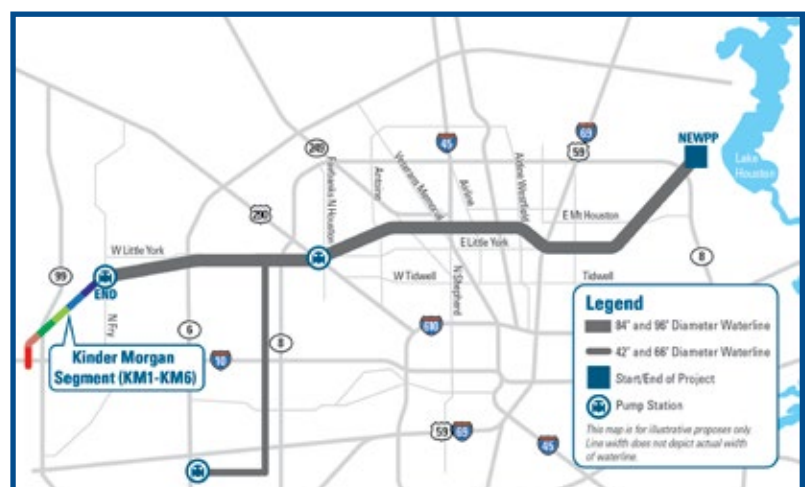 45
69
59
NEWPP
Lake
Houston
249
Fairbanks N Houston
Antoine
Veterans Memorial
Airline
Aldine Westfield
290
E Mt Houston
W Little York
E Little York
99
END
W Tidwell
Tidwell
8
N Fry
N Shepherd
6
8
610
10
Kinder Morgan
Segment (KM1-KM6)
59
69
45
Legend
84" and 96" Diameter Waterline
42" and 66" Diameter Waterline
Start/End of Project
Pump Station
This map is for illustrative proposes only.
Line width does not depict actual width
of waterline.